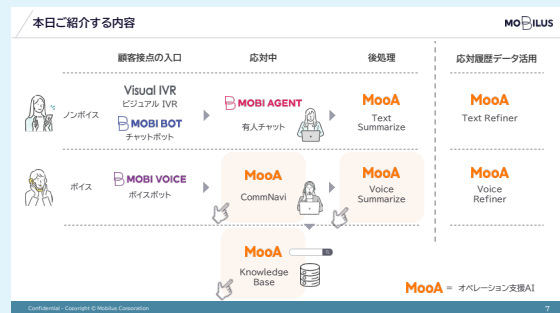 本日ご紹介する内容
MOBILUS
顧客接点の入口
応対中
後処理
応対履歴データ活用
ノンボイス
Visual IVR
ビジュアル IVR
MOBI BOT
チャットボット
MOBI AGENT
有人チャット
MooA
Text
Summarize
MooA
Text Refiner
ボイス
MOBI VOICE
ボイスボット
MooA
CommNavi
MooA
Voice
Summarize
MooA
Voice
Refiner
MooA
Knowledge
Base
MooA = オペレーション支援AI
Confidential - Copyright © Mobilus Corporation
7